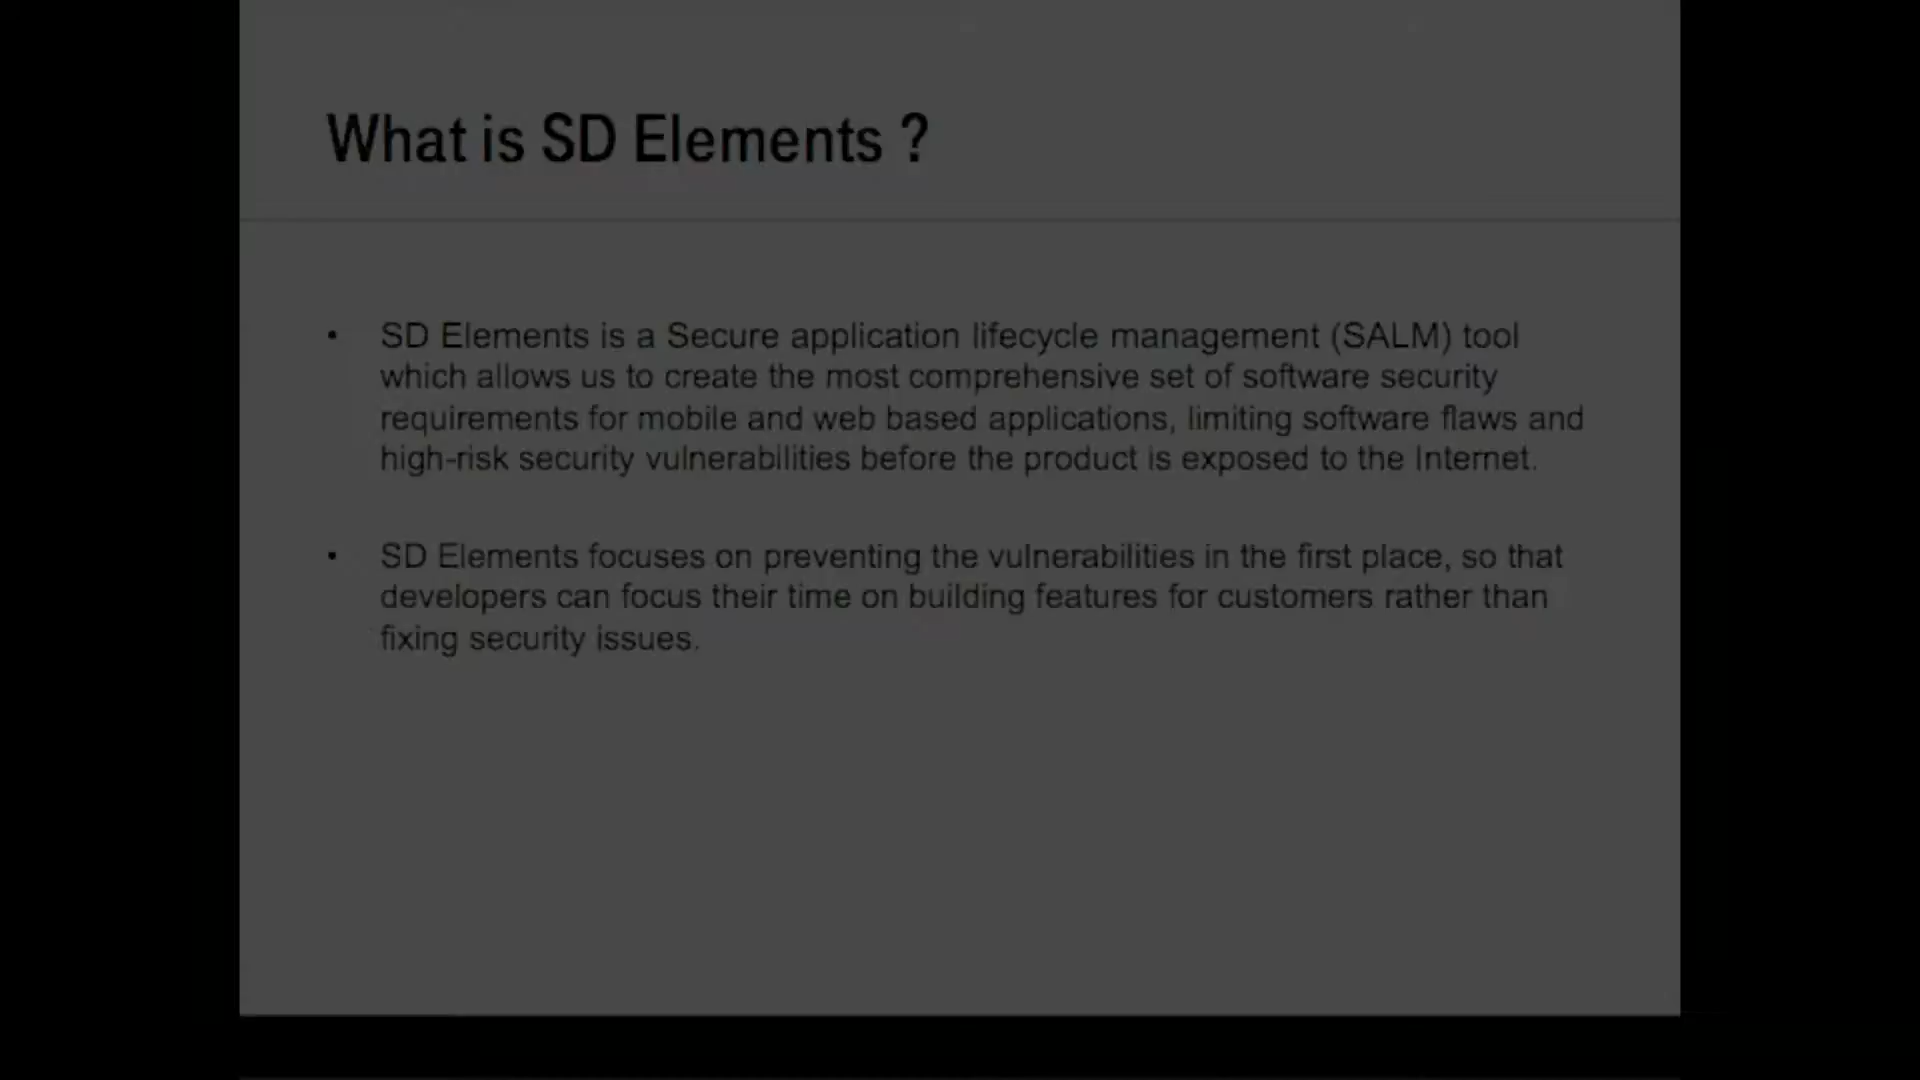 What is SD Elements ?
• SD Elements is a Secure application lifecycle management (SALM) tool
which allows us to create the most comprehensive set of software security
requirements for mobile and web based applications, limiting software flaws and
high-risk security vulnerabilities before the product is exposed to the Internet.
• SD Elements focuses on preventing the vulnerabilities in the first place, so that
developers can focus their time on building features for customers rather than
fixing security issues.